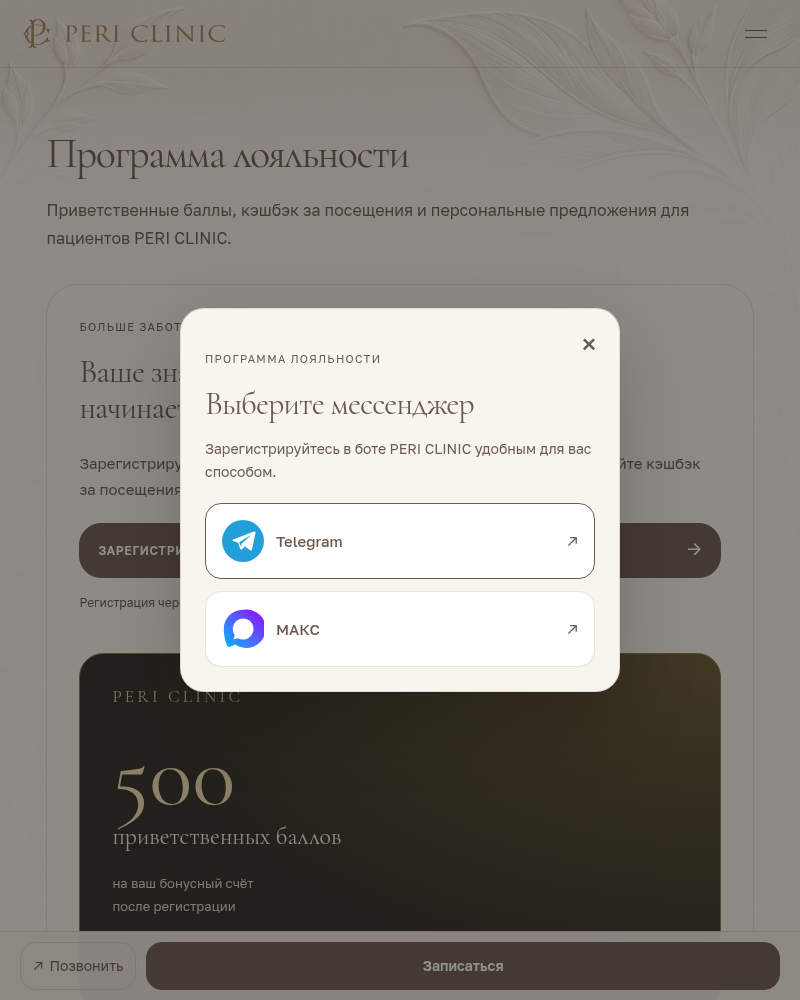 PERI CLINIC
Программа лояльности
Приветственные баллы, кэшбэк за посещения и персональные предложения для
пациентов PERI CLINIC.
БОЛЬШЕ ЗАБОТ
Ваше зна
начинает
Зарегистриру
йте кэшбэк
за посещения
ЗАРЕГИСТРИ
Регистрация чере
ПРОГРАММА ЛОЯЛЬНОСТИ
Выберите мессенджер
Зарегистрируйтесь в боте PERI CLINIC удобным для вас
способом.
Telegram
МАКС
PERI CLINIC
500
приветственных баллов
на ваш бонусный счёт
после регистрации
Позвонить
Записаться